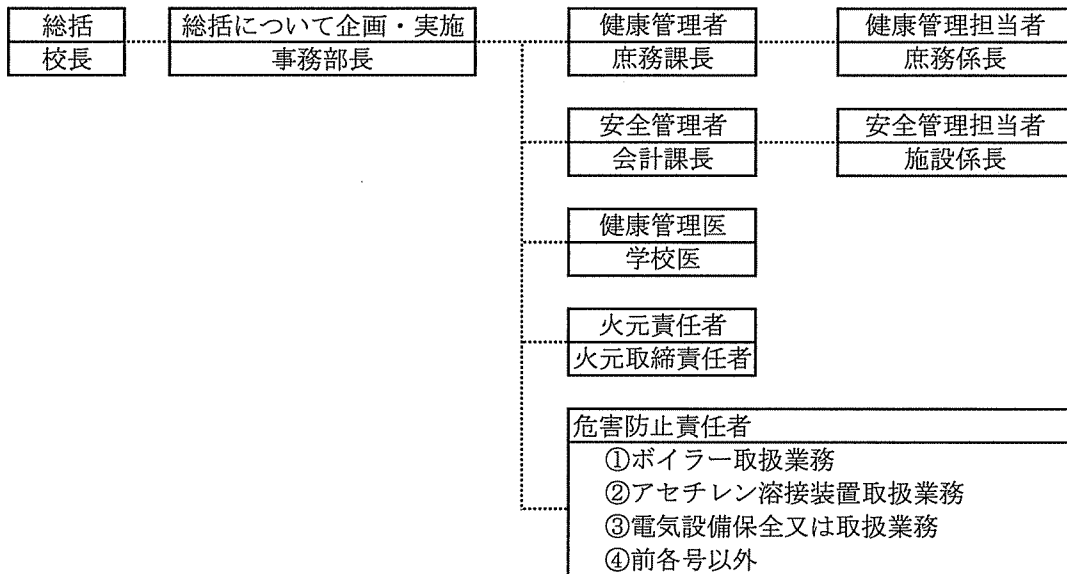 総括
校長
総括について企画・実施
事務部長
健康管理者
庶務課長
健康管理担当者
庶務係長
安全管理者
会計課長
安全管理担当者
施設係長
健康管理医
学校医
火元責任者
火元取締責任者
危害防止責任者
①ボイラー取扱業務
②アセチレン溶接装置取扱業務
③電気設備保全又は取扱業務
④前各号以外